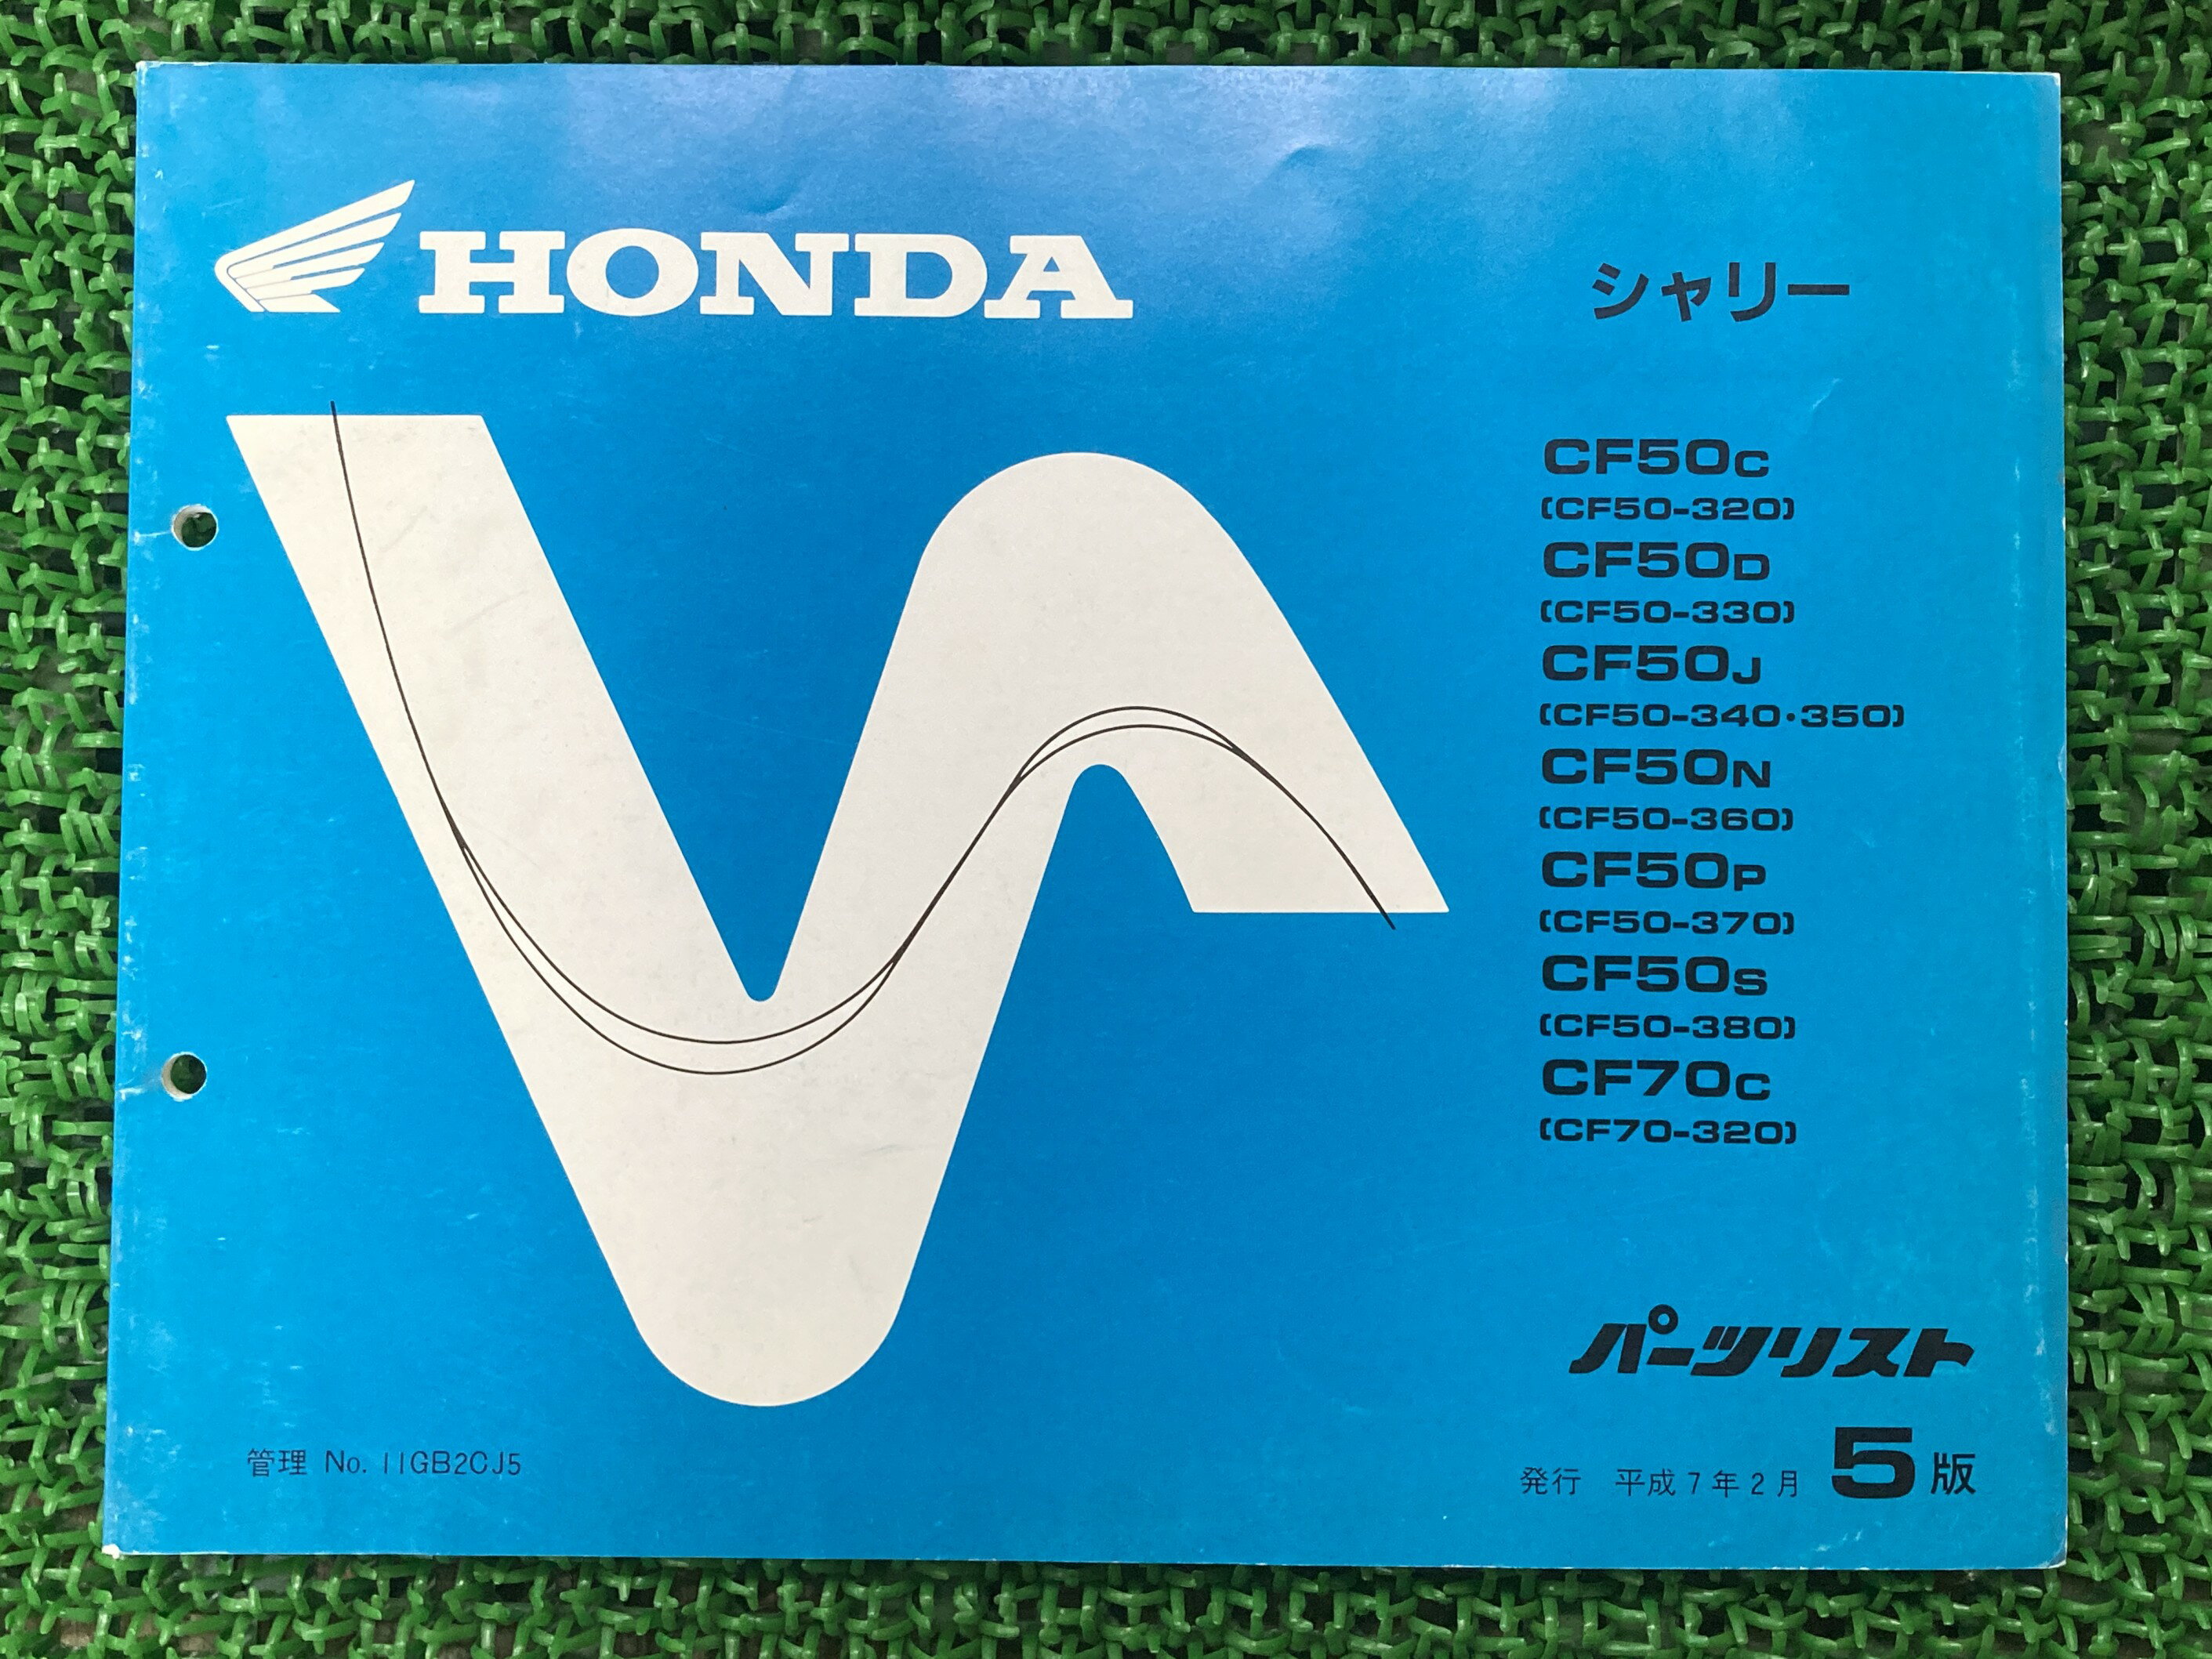 HONDA
シャリー
CF50C
(CF50-320)
CF50D
(CF50-330)
CF50J
(CF50-340・350)
CF50N
(CF50-360)
CF50P
(CF50-370)
CF50S
(CF50-380)
CF70C
(CF70-320)
パーツリスト
管理 No. 11GB2CJ5
発行 平成7年2月 5版